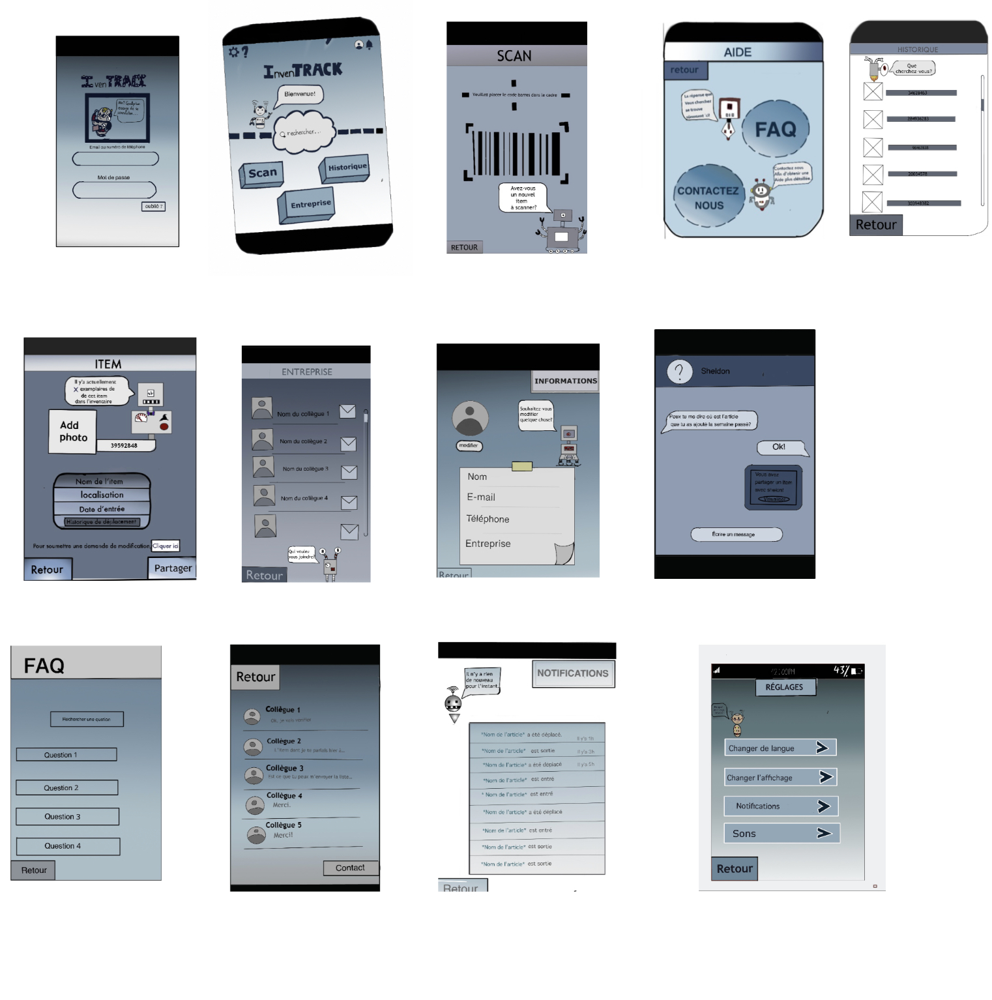 InvenTRACK
Email ou numéro de téléphone
Mot de passe
oublié ?
?
InvenTRACK
Bienvenue!
rechercher...
Scan
Historique
Entreprise
SCAN
Veuillez placer le code barres dans le cadre
Avez-vous
un nouvel
item
à scanner?
RETOUR
AIDE
retour
La réponse que
Vous chercher
se trouve
sûrement ici!
FAQ
Contactez nous
Afin d'obtenir une
Aide plus détaillée.
CONTACTEZ
NOUS
HISTORIQUE
Que
cherchez-vous?
34628463
284936283
20034578
303948382
Retour
ITEM
Il y'a actuellement
X exemplaires de
de cet item
dans l'inventaire
Add
photo
39592848
Nom de l'item
localisation
Date d'entrée
Historique de déplacement
Pour soumettre une demande de modification, Cliquer ici
Retour
Partager
ENTREPRISE
Nom du collègue 1
Nom du collègue 2
Nom du collègue 3
Nom du collègue 4
Qui voulez
vous joindre?
Retour
INFORMATIONS
Souhaitez-vous
modifier
quelque chose?
modifier
Nom
E-mail
Téléphone
Entreprise
Retour
?
Sheldon
Peux tu me dire où est l'article
que tu as ajouté la semaine passé?
Ok!
Vous avez
partager un item
avec shelon!
Visualiser
Écrire un message
FAQ
Rechercher une question
Question 1
Question 2
Question 3
Question 4
Retour
Retour
Collègue 1
Ok, je vais vérifier
Collègue 2
L'item dont je te parlais hier à...
Collègue 3
est ce que tu peux m'envoyer la liste...
Collègue 4
Merci.
Collègue 5
Merci!
Contact
Il n'y a rien
de nouveau
pour l'instant.
NOTIFICATIONS
*Nom de l'article* a été déplacé. Il y's 1h
*Nom de l'article* est sortie Il y's 3h
*Nom de l'article* a été déplacé Il y's 5h
*Nom de l'article* est entré
* Nom de l'article* est entré
*Nom de l'article* a été déplacé
*Nom de l'article* est entré
*Nom de l'article* est sortie
*Nom de l'article* est sortie
Retour
12:00PM 43%
RÉGLAGES
Changer de langue
Changer l'affichage
Notifications
Sons
Retour